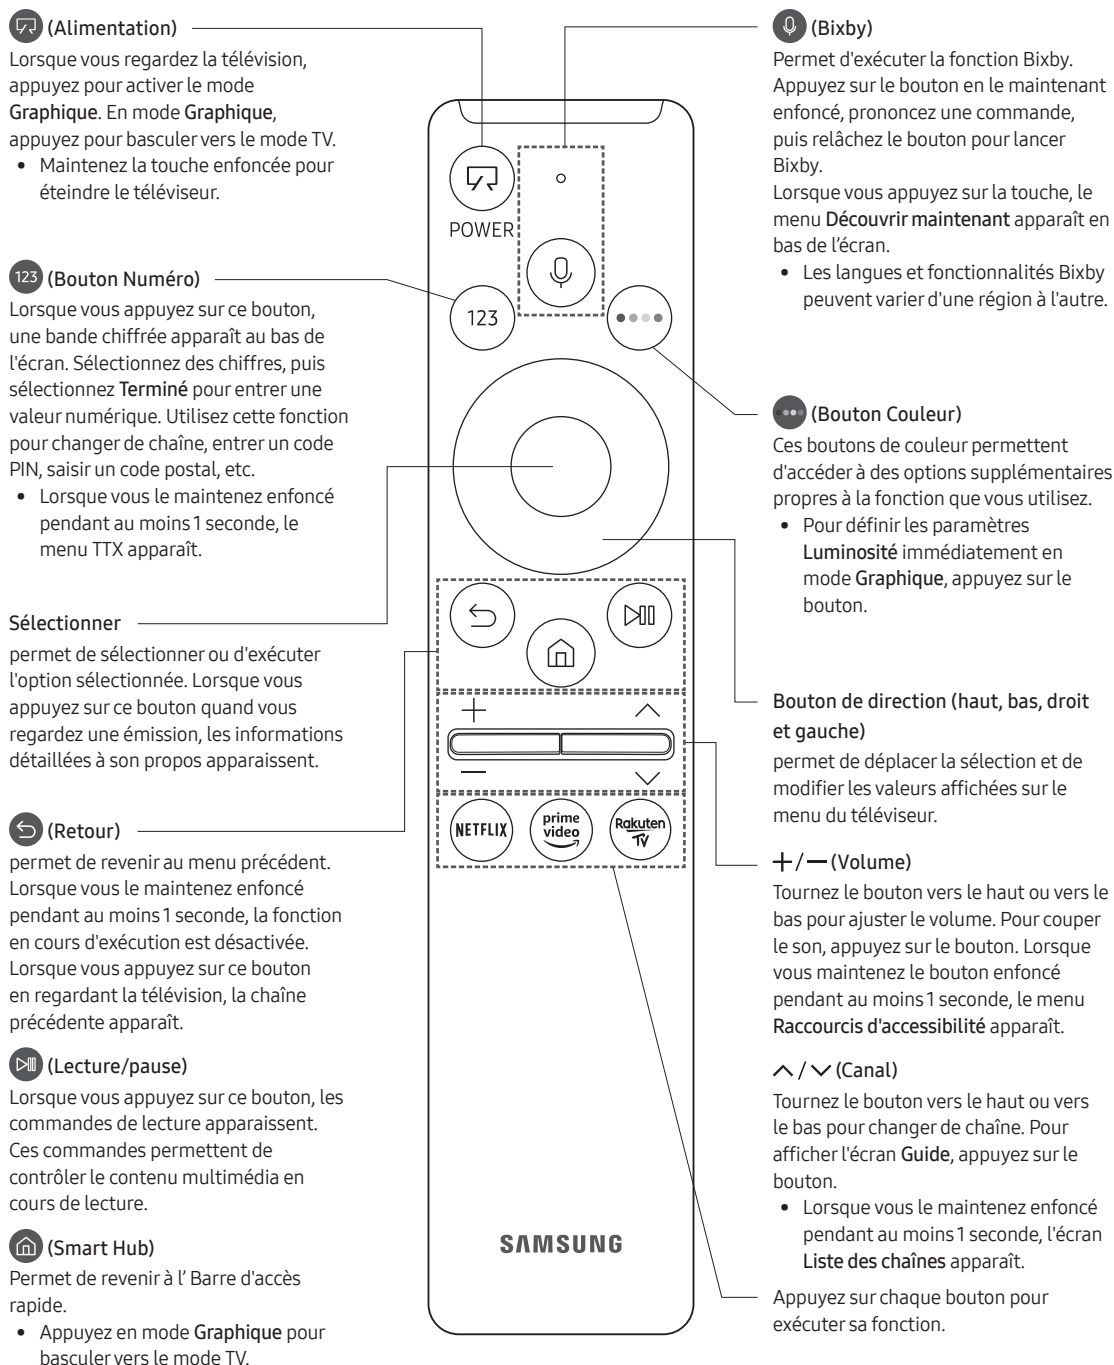 (Alimentation)
Lorsque vous regardez la télévision,
appuyez pour activer le mode
Graphique. En mode Graphique,
appuyez pour basculer vers le mode TV.
• Maintenez la touche enfoncée pour
éteindre le téléviseur.
123 (Bouton Numéro)
Lorsque vous appuyez sur ce bouton,
une bande chiffrée apparaît au bas de
l'écran. Sélectionnez des chiffres, puis
sélectionnez Terminé pour entrer une
valeur numérique. Utilisez cette fonction
pour changer de chaîne, entrer un code
PIN, saisir un code postal, etc.
• Lorsque vous le maintenez enfoncé
pendant au moins 1 seconde, le
menu TTX apparaît.
Sélectionner
permet de sélectionner ou d'exécuter
l'option sélectionnée. Lorsque vous
appuyez sur ce bouton quand vous
regardez une émission, les informations
détaillées à son propos apparaissent.
(Retour)
permet de revenir au menu précédent.
Lorsque vous le maintenez enfoncé
pendant au moins 1 seconde, la fonction
en cours d'exécution est désactivée.
Lorsque vous appuyez sur ce bouton
en regardant la télévision, la chaîne
précédente apparaît.
(Lecture/pause)
Lorsque vous appuyez sur ce bouton, les
commandes de lecture apparaissent.
Ces commandes permettent de
contrôler le contenu multimédia en
cours de lecture.
(Smart Hub)
Permet de revenir à l' Barre d'accès
rapide.
• Appuyez en mode Graphique pour
basculer vers le mode TV.
POWER
123
NETFLIX
prime
video
Rakuten
TV
SAMSUNG
(Bixby)
Permet d'exécuter la fonction Bixby.
Appuyez sur le bouton en le maintenant
enfoncé, prononcez une commande,
puis relâchez le bouton pour lancer
Bixby.
Lorsque vous appuyez sur la touche, le
menu Découvrir maintenant apparaît en
bas de l'écran.
• Les langues et fonctionnalités Bixby
peuvent varier d'une région à l'autre.
(Bouton Couleur)
Ces boutons de couleur permettent
d'accéder à des options supplémentaires
propres à la fonction que vous utilisez.
• Pour définir les paramètres
Luminosité immédiatement en
mode Graphique, appuyez sur le
bouton.
Bouton de direction (haut, bas, droit
et gauche)
permet de déplacer la sélection et de
modifier les valeurs affichées sur le
menu du téléviseur.
+/— (Volume)
Tournez le bouton vers le haut ou vers le
bas pour ajuster le volume. Pour couper
le son, appuyez sur le bouton. Lorsque
vous maintenez le bouton enfoncé
pendant au moins 1 seconde, le menu
Raccourcis d'accessibilité apparaît.
/ (Canal)
Tournez le bouton vers le haut ou vers
le bas pour changer de chaîne. Pour
afficher l'écran Guide, appuyez sur le
bouton.
• Lorsque vous le maintenez enfoncé
pendant au moins 1 seconde, l'écran
Liste des chaînes apparaît.
Appuyez sur chaque bouton pour
exécuter sa fonction.